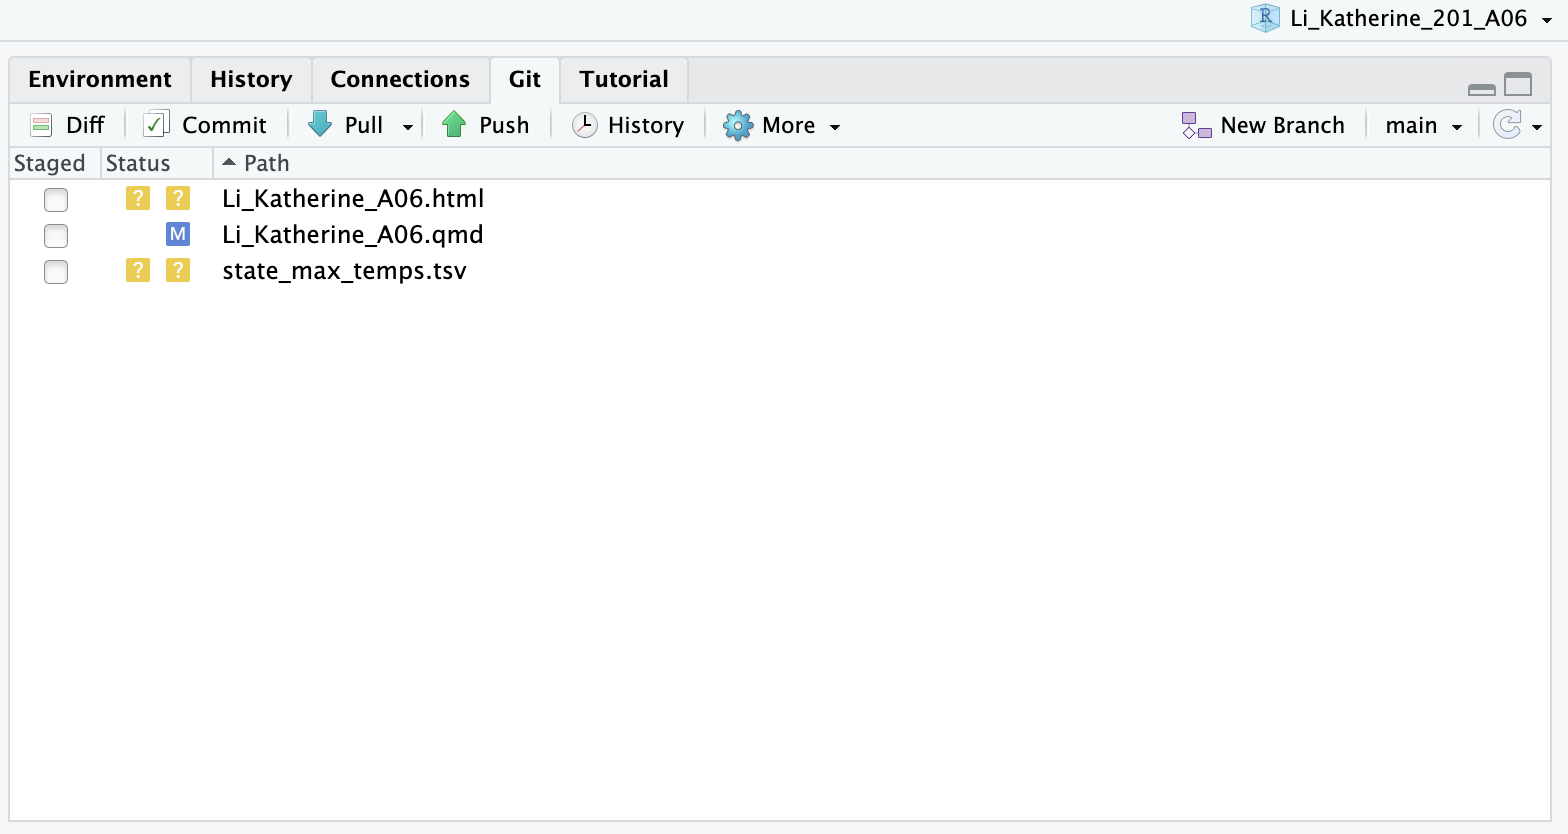 Li_Katherine_201_A06
Environment History Connections Git Tutorial
Diff Commit Pull Push History More New Branch main
Staged Status Path
? ? Li_Katherine_A06.html
M Li_Katherine_A06.qmd
? ? state_max_temps.tsv